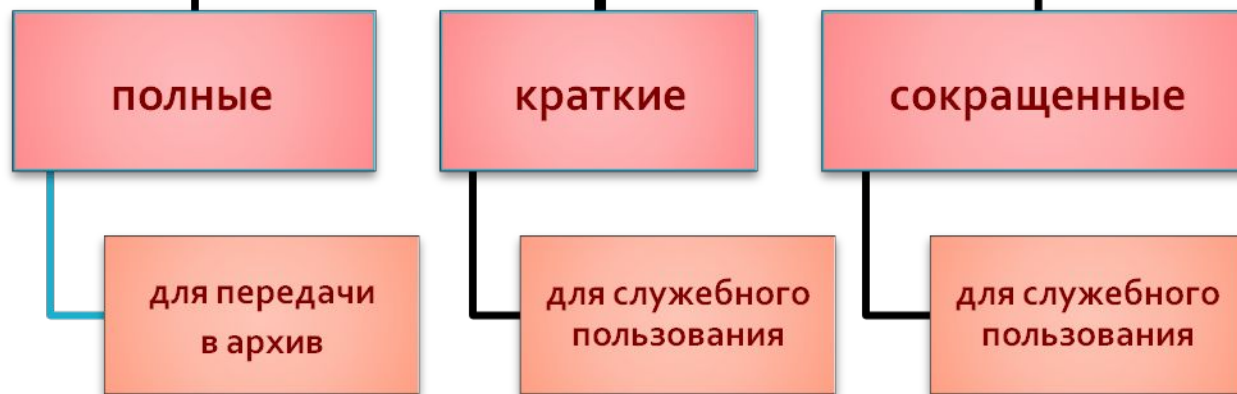 полные
краткие
сокращенные
для передачи
в архив
для служебного
пользования
для служебного
пользования